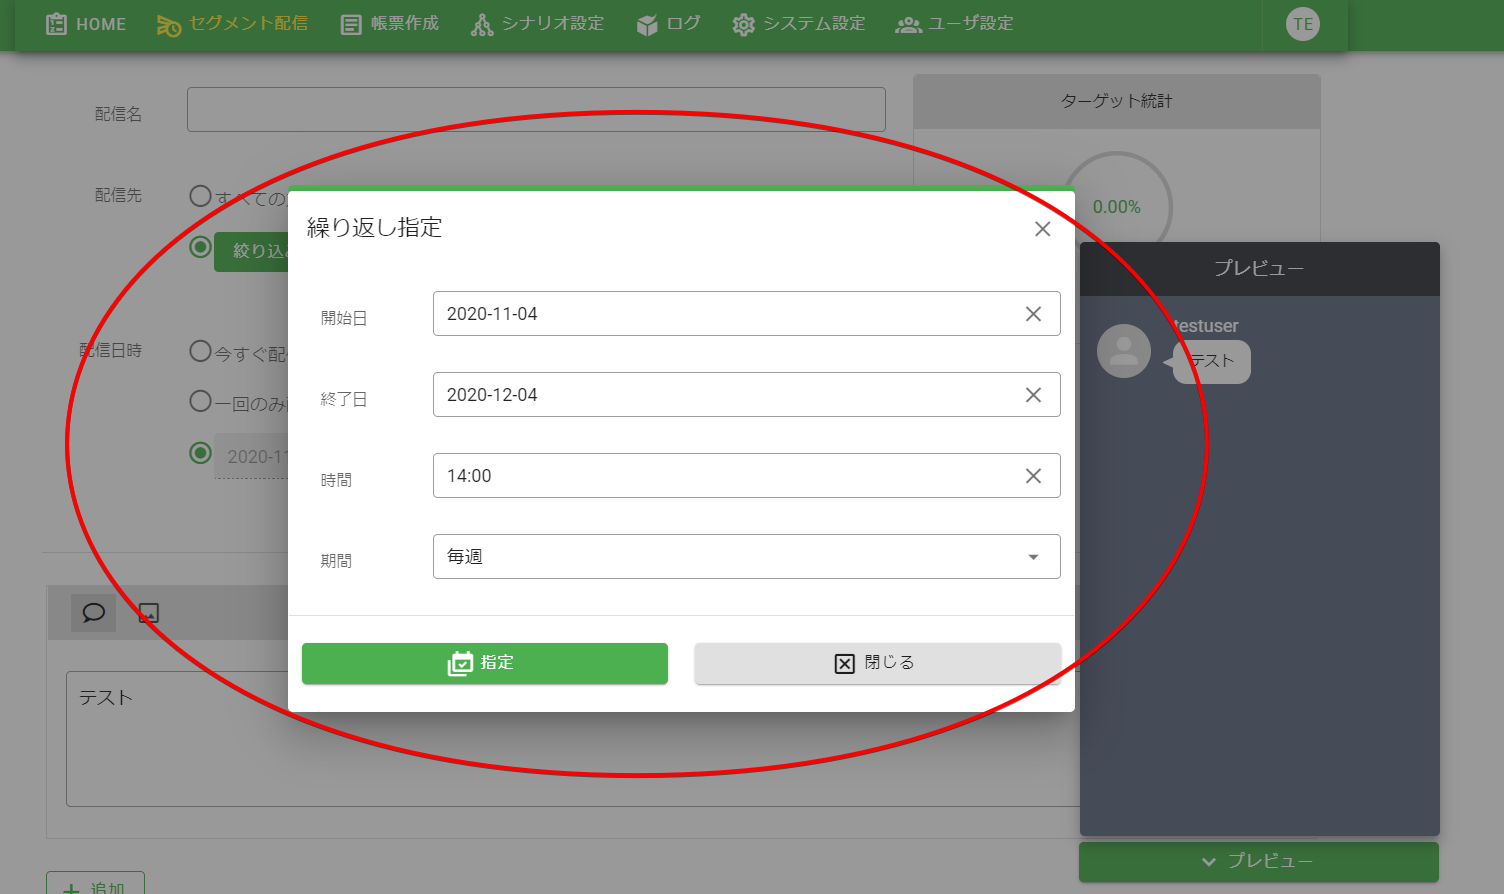 HOME セグメント配信 帳票作成 シナリオ設定 ログ システム設定 ユーザ設定 TE
配信名
ターゲット統計
0.00%
配信先
すべての
絞り込
配信日時
今すぐ配
一回のみ
2020-11
繰り返し指定
開始日 2020-11-04
終了日 2020-12-04
時間 14:00
期間 毎週
指定 閉じる
プレビュー
testuser
テスト
テスト
プレビュー
追加